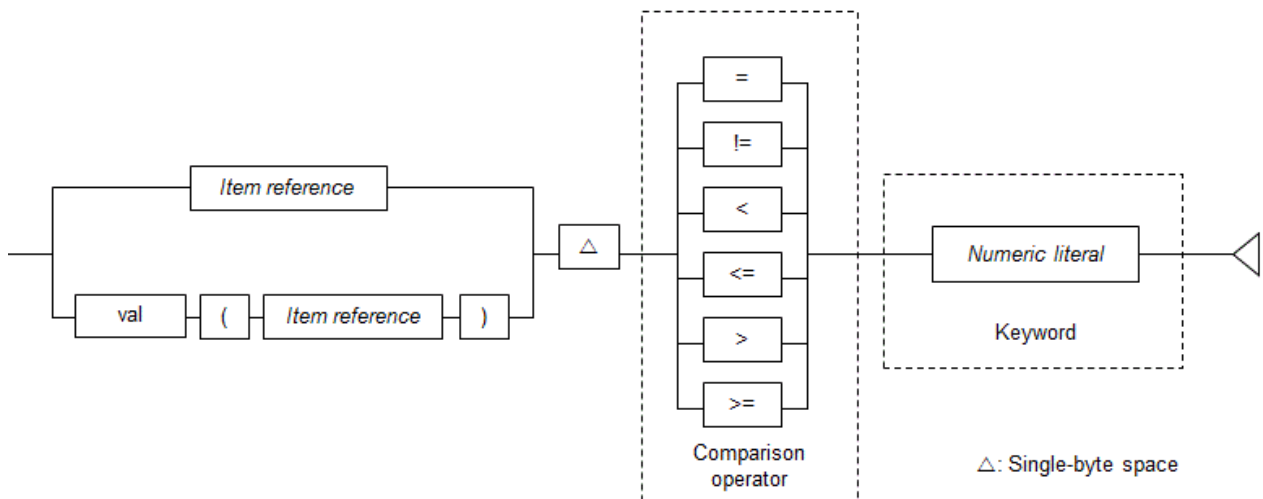 Item reference
val
(
Item reference
)
△
=
!=
<
<=
>
>=
Comparison
operator
Numeric literal
Keyword
△: Single-byte space